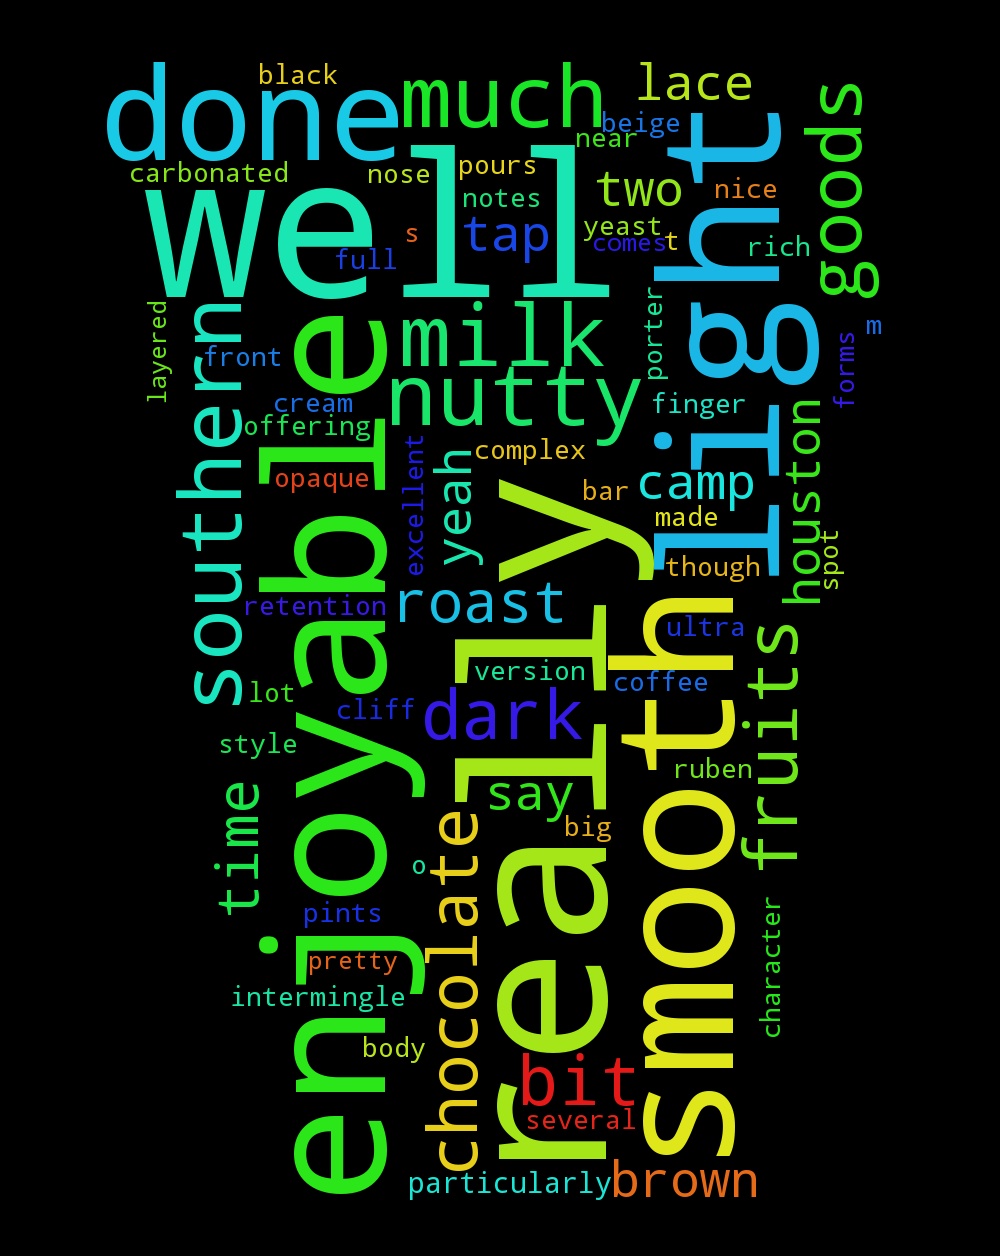 black
done
much
lace
goods
beige
near
light
carbonated
nose
pours
two
nice
well
notes
tap
yeast
s
comes
t
rich
full
southern
layered
enjoyable
milk
porter
m
front
forms
nutty
cream
finger
offering
houston
excellent
yeah
complex
opaque
camp
really
bar
made
spot
though
retention
roast
smooth
ultra
fruits
version
coffee
lot
dark
cliff
style
ruben
time
say
chocolate
big
o
pints
character
pretty
intermingle
body
bit
several
particularly
brown